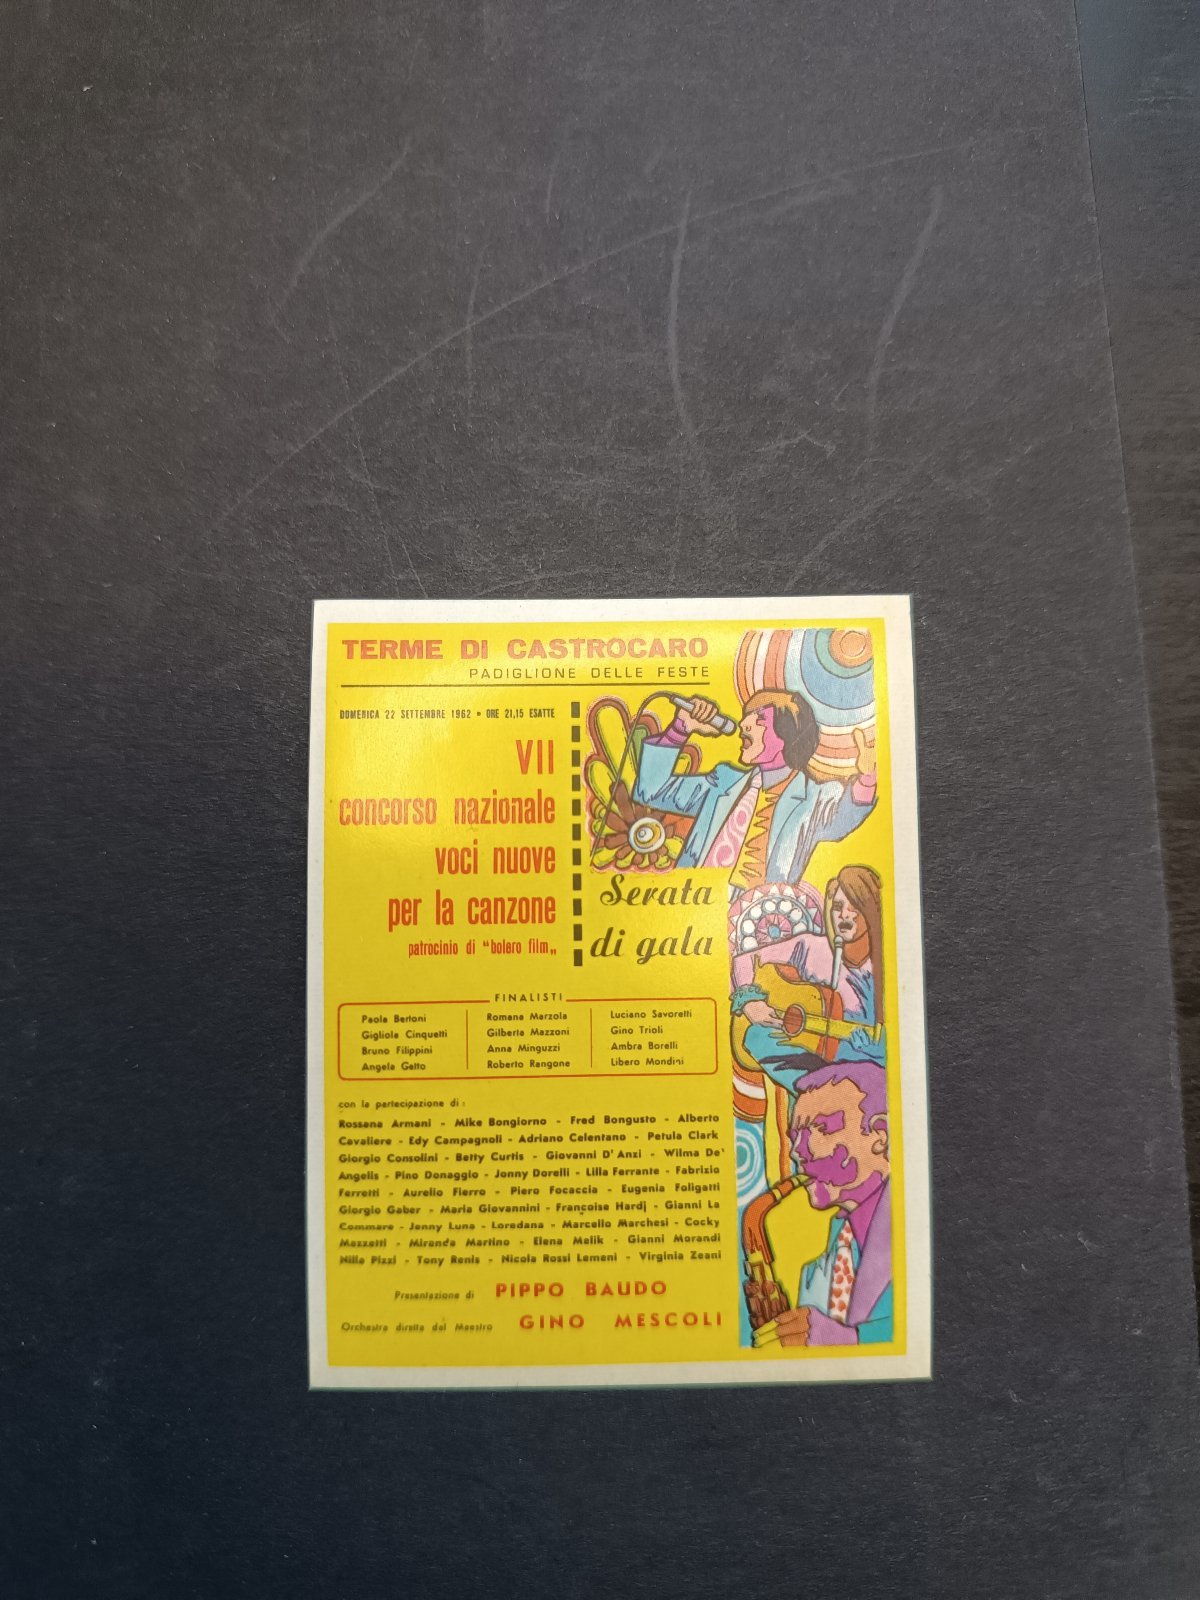 TERME DI CASTROCARO
PADIGLIONE DELLE FESTE
DOMENICA 22 SETTEMBRE 1962 • ORE 21,15 ESATTE
VII
concorso nazionale
voci nuove
per la canzone
patrocinio di "bolero film„
Serata
di gala
FINALISTI
Paola Bertoni
Gigliola Cinquetti
Bruno Filippini
Angela Gatto
Romana Marzola
Gilberta Mazzoni
Anna Minguzzi
Roberto Rangone
Luciano Savoretti
Gino Trioli
Ambra Borelli
Libero Mondini
con la partecipazione di:
Rossana Armani - Mike Bongiorno - Fred Bongusto - Alberto
Cavaliere - Edy Campagnoli - Adriano Celentano - Petula Clark
Giorgio Consolini - Betty Curtis - Giovanni D'Anzi - Wilma De'
Angelis - Pino Donaggio - Jonny Dorelli - Lilla Ferrante - Fabrizio
Ferretti - Aurelio Fierro - Piero Focaccia - Eugenia Foligatti
Giorgio Gaber - Maria Giovannini - Françoise Hardj - Gianni La
Commare - Jenny Luna - Loredana - Marcello Marchesi - Cocky
Mazzetti - Miranda Martino - Elena Melik - Gianni Morandi
Nilla Pizzi - Tony Renis - Nicola Rossi Lemeni - Virginia Zeani
Presentazione di PIPPO BAUDO
Orchestra diretta dal Maestro GINO MESCOLI